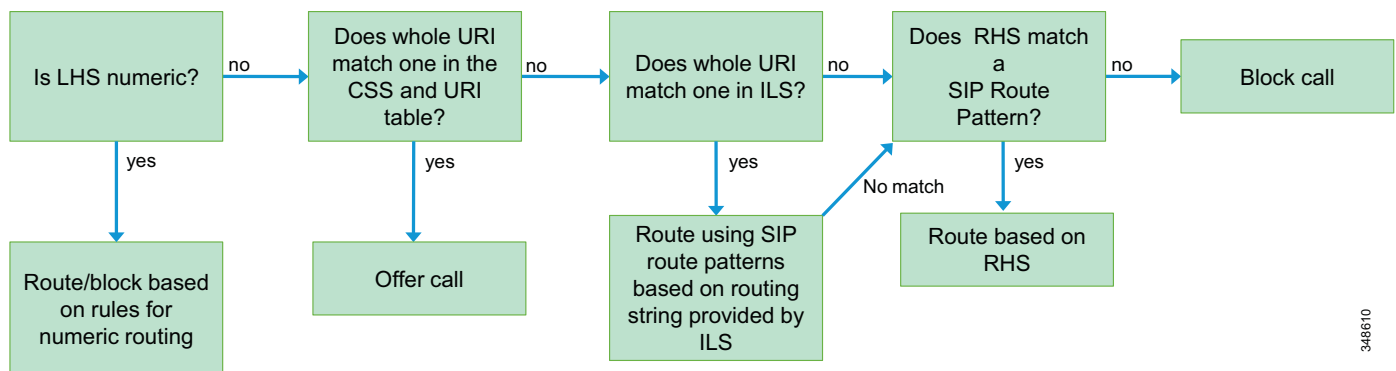 Is LHS numeric?
no
Does whole URI
match one in the
CSS and URI
table?
no
Does whole URI
match one in ILS?
no
Does RHS match
a
SIP Route
Pattern?
no
Block call
yes
yes
yes
No match
yes
Route/block based
on rules for
numeric routing
Offer call
Route using SIP
route patterns
based on routing
string provided by
ILS
Route based on
RHS
348610